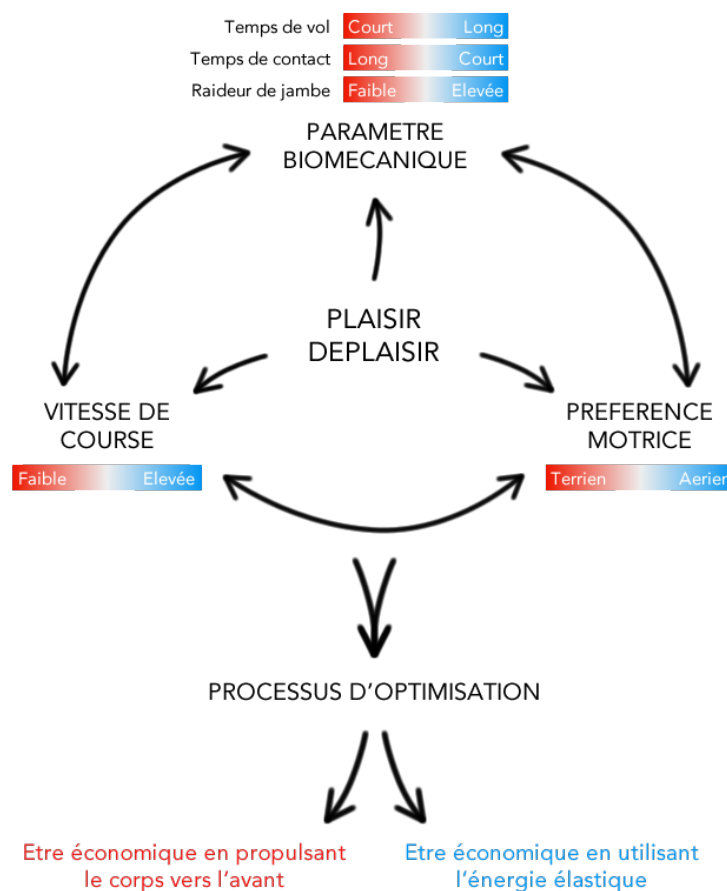 Temps de vol Court Long
Temps de contact Long Court
Raideur de jambe Faible Elevée
PARAMETRE
BIOMECANIQUE
PLAISIR
DEPLAISIR
VITESSE DE
COURSE
Faible Elevée
PREFERENCE
MOTRICE
Terrien Aerien
PROCESSUS D'OPTIMISATION
Etre économique en propulsant
le corps vers l'avant
Etre économique en utilisant
l'énergie élastique